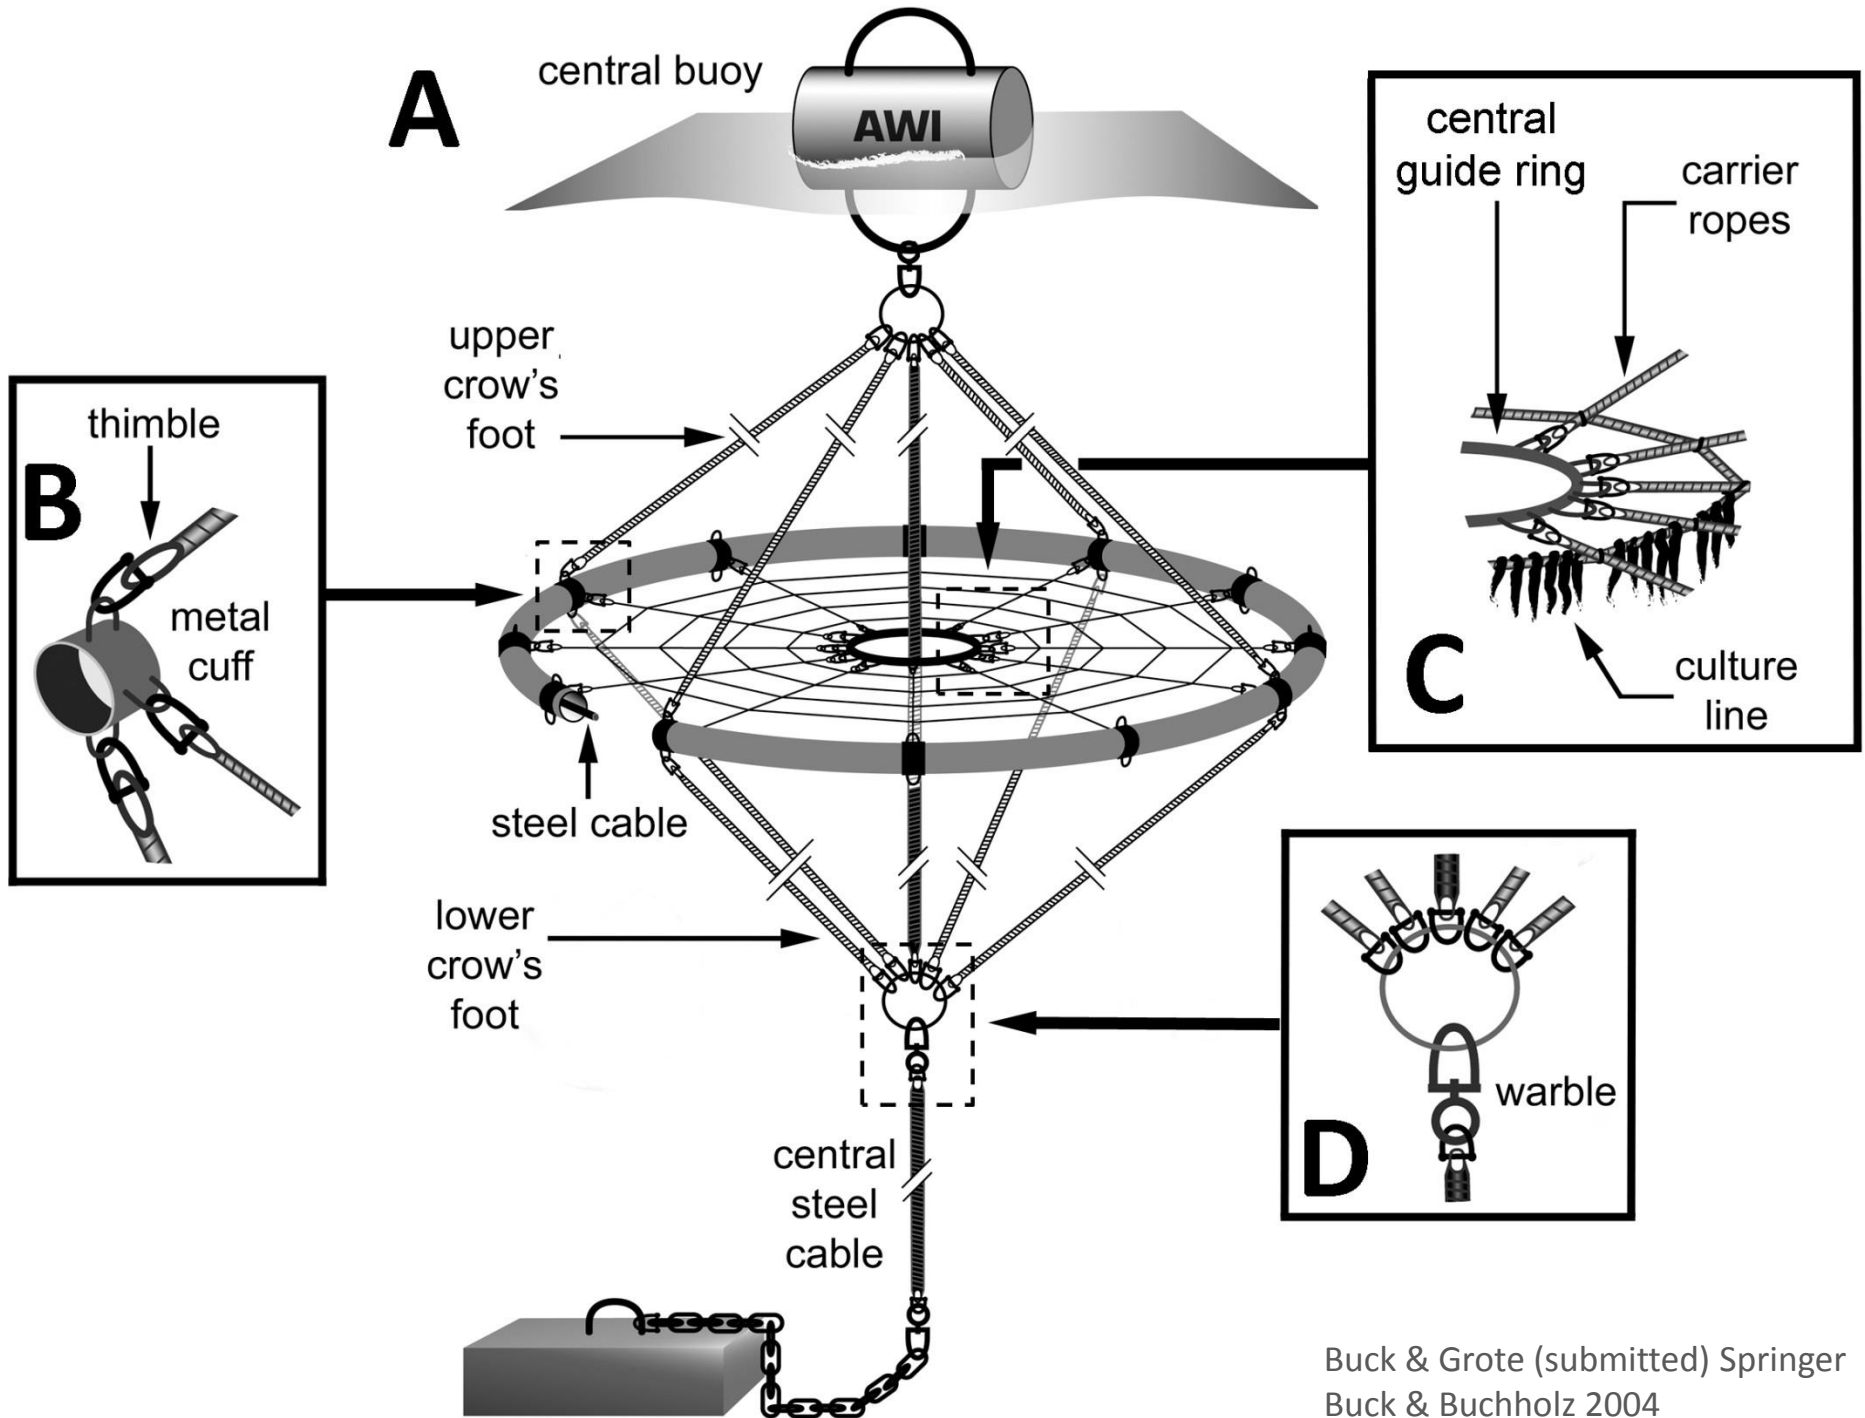 A
central buoy
AWI
upper
crow's
foot
B
thimble
metal
cuff
C
central
guide ring
carrier
ropes
culture
line
steel cable
lower
crow's
foot
D
warble
central
steel
cable
Buck & Grote (submitted) Springer
Buck & Buchholz 2004